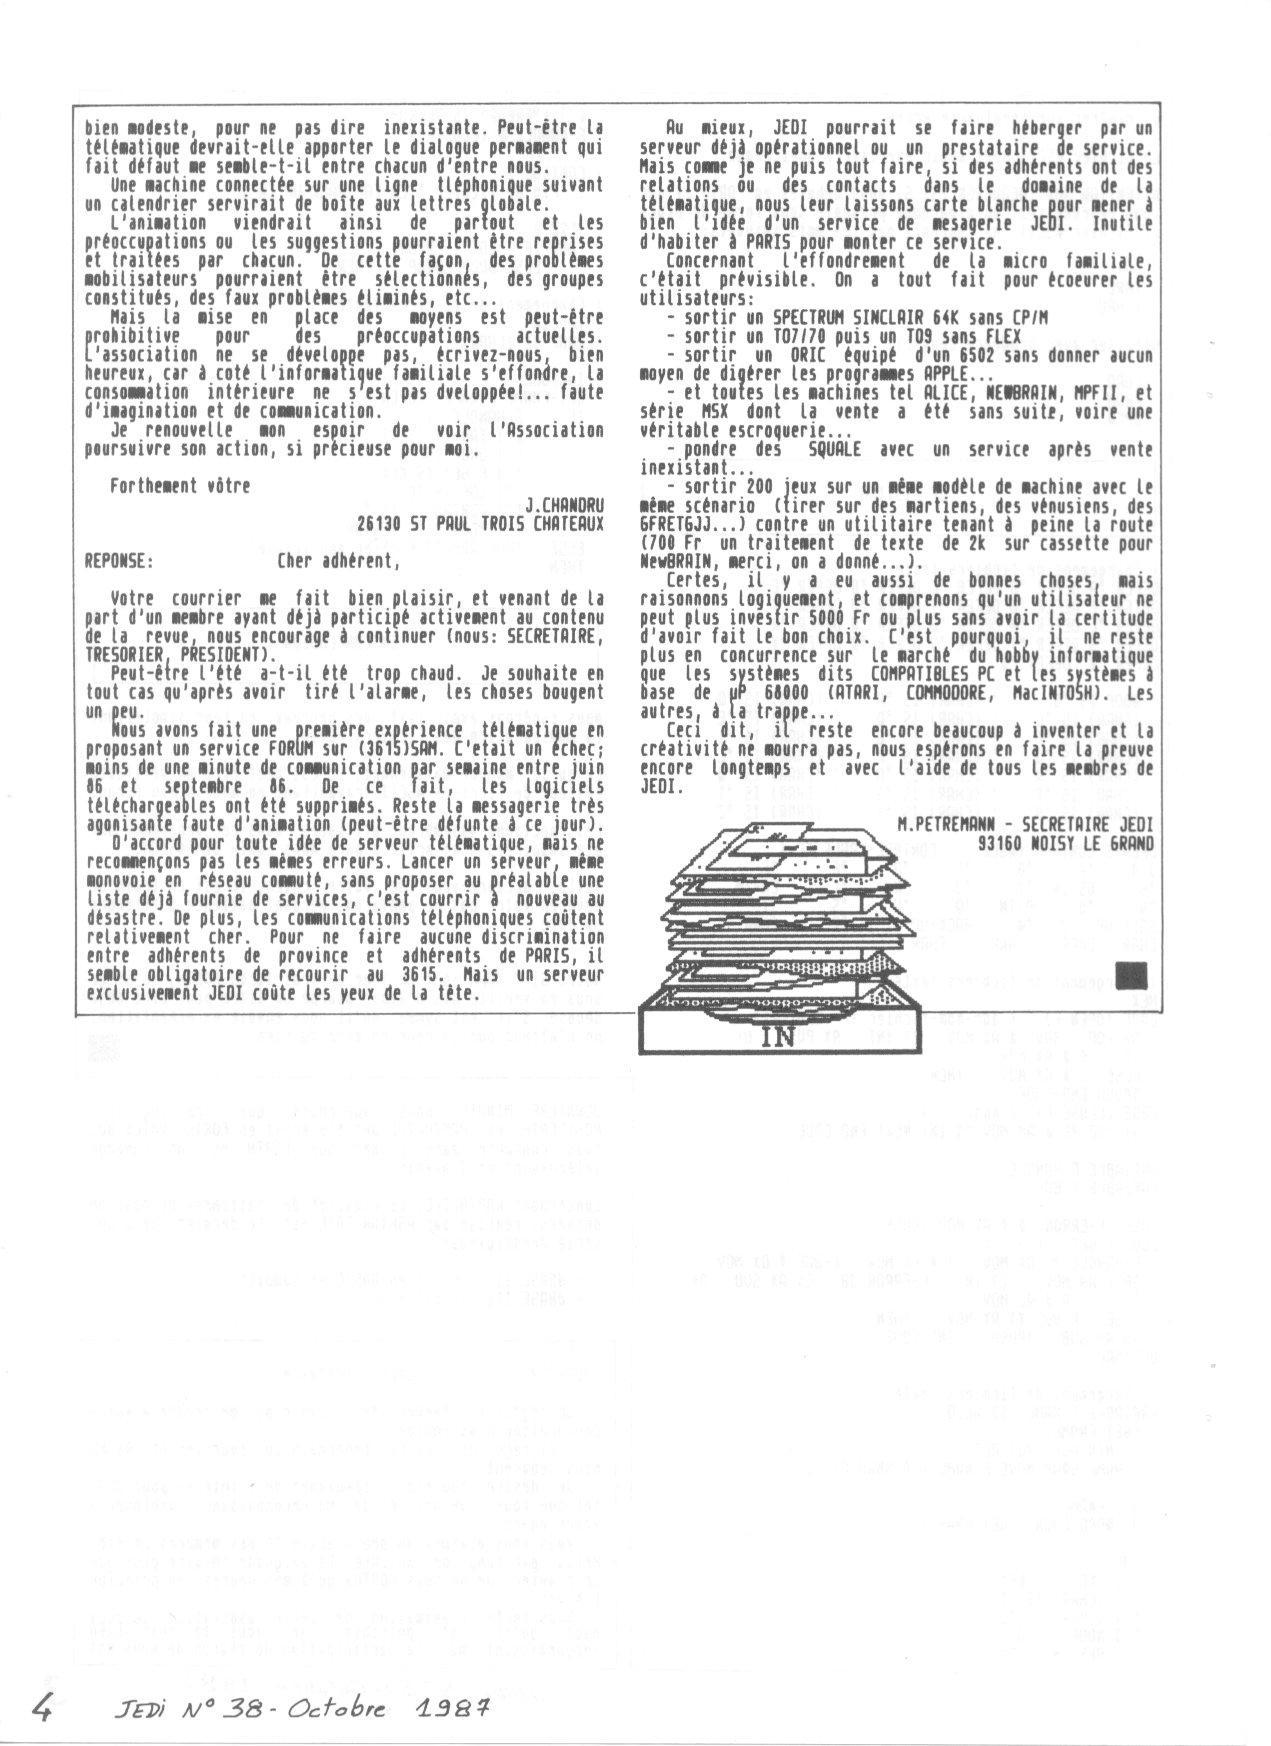 bien modeste, pour ne pas dire inexistante. Peut-être la
télématique devrait-elle apporter le dialogue permanent qui
fait défaut me semble-t-il entre chacun d'entre nous.
Une machine connectée sur une ligne tléphonique suivant
un calendrier servirait de boîte aux lettres globale.
L'animation viendrait ainsi de partout et les
préoccupations ou les suggestions pourraient être reprises
et traitées par chacun. De cette façon, des problèmes
mobilisateurs pourraient être sélectionnés, des groupes
constitués, des faux problèmes éliminés, etc...
Mais la mise en place des moyens est peut-être
prohibitive pour des préoccupations actuelles.
L'association ne se développe pas, écrivez-nous, bien
heureux, car à coté l'informatique familiale s'effondre, la
consommation intérieure ne s'est pas dveloppée!... faute
d'imagination et de communication.
Je renouvelle mon espoir de voir l'Association
poursuivre son action, si précieuse pour moi.
Forthement vôtre
J.CHANDRU
26130 ST PAUL TROIS CHATEAUX
REPONSE: Cher adhérent,
Votre courrier me fait bien plaisir, et venant de la
part d'un membre ayant déjà participé activement au contenu
de la revue, nous encourage à continuer (nous: SECRETAIRE,
TRESORIER, PRESIDENT).
Peut-être l'été a-t-il été trop chaud. Je souhaite en
tout cas qu'après avoir tiré l'alarme, les choses bougent
un peu.
Nous avons fait une première expérience télématique en
proposant un service FORUM sur (3615)SAM. C'etait un échec;
moins de une minute de communication par semaine entre juin
86 et septembre 86. De ce fait, les logiciels
téléchargeables ont été supprimés. Reste la messagerie très
agonisante faute d'animation (peut-être défunte à ce jour).
D'accord pour toute idée de serveur télématique, mais ne
recommençons pas les mêmes erreurs. Lancer un serveur, même
monovoie en réseau commuté, sans proposer au préalable une
liste déjà fournie de services, c'est courrir à nouveau au
désastre. De plus, les communications téléphoniques coûtent
relativement cher. Pour ne faire aucune discrimination
entre adhérents de province et adhérents de PARIS, il
semble obligatoire de recourir au 3615. Mais un serveur
exclusivement JEDI coûte les yeux de la tête.
Au mieux, JEDI pourrait se faire héberger par un
serveur déjà opérationnel ou un prestataire de service.
Mais comme je ne puis tout faire, si des adhérents ont des
relations ou des contacts dans le domaine de la
télématique, nous leur laissons carte blanche pour mener à
bien l'idée d'un service de mesagerie JEDI. Inutile
d'habiter à PARIS pour monter ce service.
Concernant l'effondrement de la micro familiale,
c'était prévisible. On a tout fait pour écoeurer les
utilisateurs:
- sortir un SPECTRUM SINCLAIR 64K sans CP/M
- sortir un TO7/70 puis un TO9 sans FLEX
- sortir un ORIC équipé d'un 6502 sans donner aucun
moyen de digérer les programmes APPLE...
- et toutes les machines tel ALICE, NEWBRAIN, MPFII, et
série MSX dont la vente a été sans suite, voire une
véritable escroquerie...
- pondre des SQUALE avec un service après vente
inexistant...
- sortir 200 jeux sur un même modèle de machine avec le
même scénario (tirer sur des martiens, des vénusiens, des
GFRETGJJ...) contre un utilitaire tenant à peine la route
(700 Fr un traitement de texte de 2k sur cassette pour
NewBRAIN, merci, on a donné...).
Certes, il y a eu aussi de bonnes choses, mais
raisonnons logiquement, et comprenons qu'un utilisateur ne
peut plus investir 5000 Fr ou plus sans avoir la certitude
d'avoir fait le bon choix. C'est pourquoi, il ne reste
plus en concurrence sur le marché du hobby informatique
que les systèmes dits COMPATIBLES PC et les systèmes à
base de µP 68000 (ATARI, COMMODORE, MacINTOSH). Les
autres, à la trappe...
Ceci dit, il reste encore beaucoup à inventer et la
créativité ne mourra pas, nous espérons en faire la preuve
encore longtemps et avec l'aide de tous les membres de
JEDI.
M.PETREMANN - SECRETAIRE JEDI
93160 NOISY LE GRAND
IN
4 JEDi N° 38 - Octobre 1987